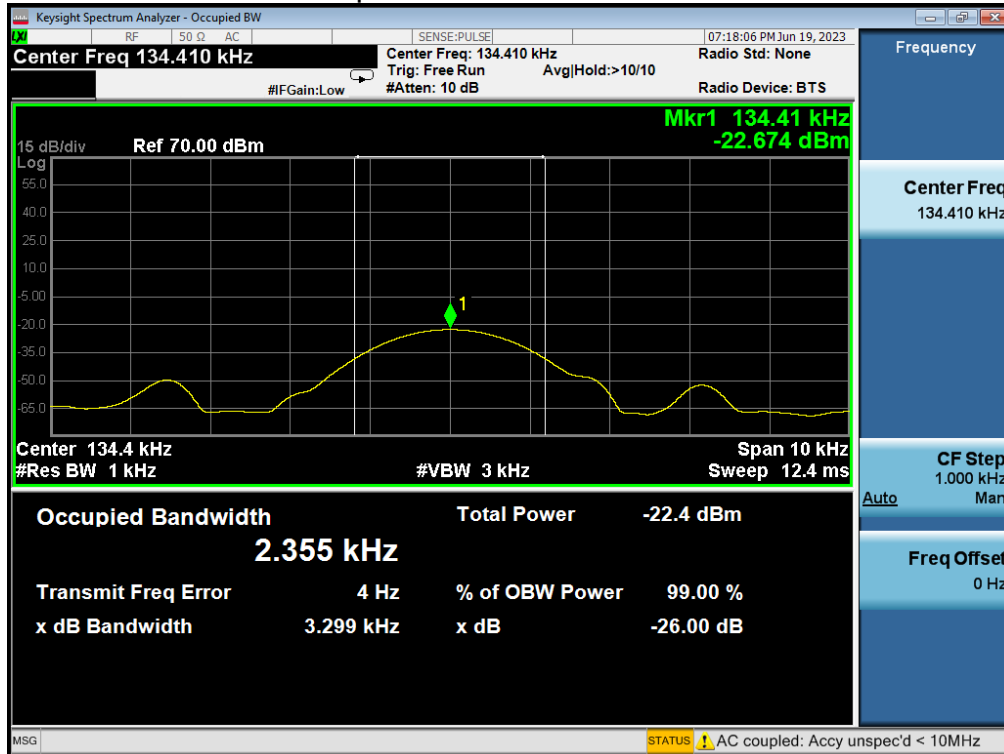 Keysight Spectrum Analyzer - Occupied BW
LXI RF 50 Ω AC SENSE:PULSE 07:18:06 PM Jun 19, 2023
Center Freq 134.410 kHz
Center Freq: 134.410 kHz Radio Std: None
Trig: Free Run Avg|Hold:>10/10
#IFGain:Low #Atten: 10 dB Radio Device: BTS
Mkr1 134.41 kHz
15 dB/div Ref 70.00 dBm -22.674 dBm
Log
55.0
40.0
25.0
10.0
-5.00
1
-20.0
-35.0
-50.0
-65.0
Center 134.4 kHz Span 10 kHz
#Res BW 1 kHz #VBW 3 kHz Sweep 12.4 ms
Occupied Bandwidth Total Power -22.4 dBm
2.355 kHz
Transmit Freq Error 4 Hz % of OBW Power 99.00 %
x dB Bandwidth 3.299 kHz x dB -26.00 dB
Frequency
Center Freq
134.410 kHz
CF Step
1.000 kHz
Auto Man
Freq Offset
0 Hz
MSG STATUS AC coupled: Accy unspec'd < 10MHz